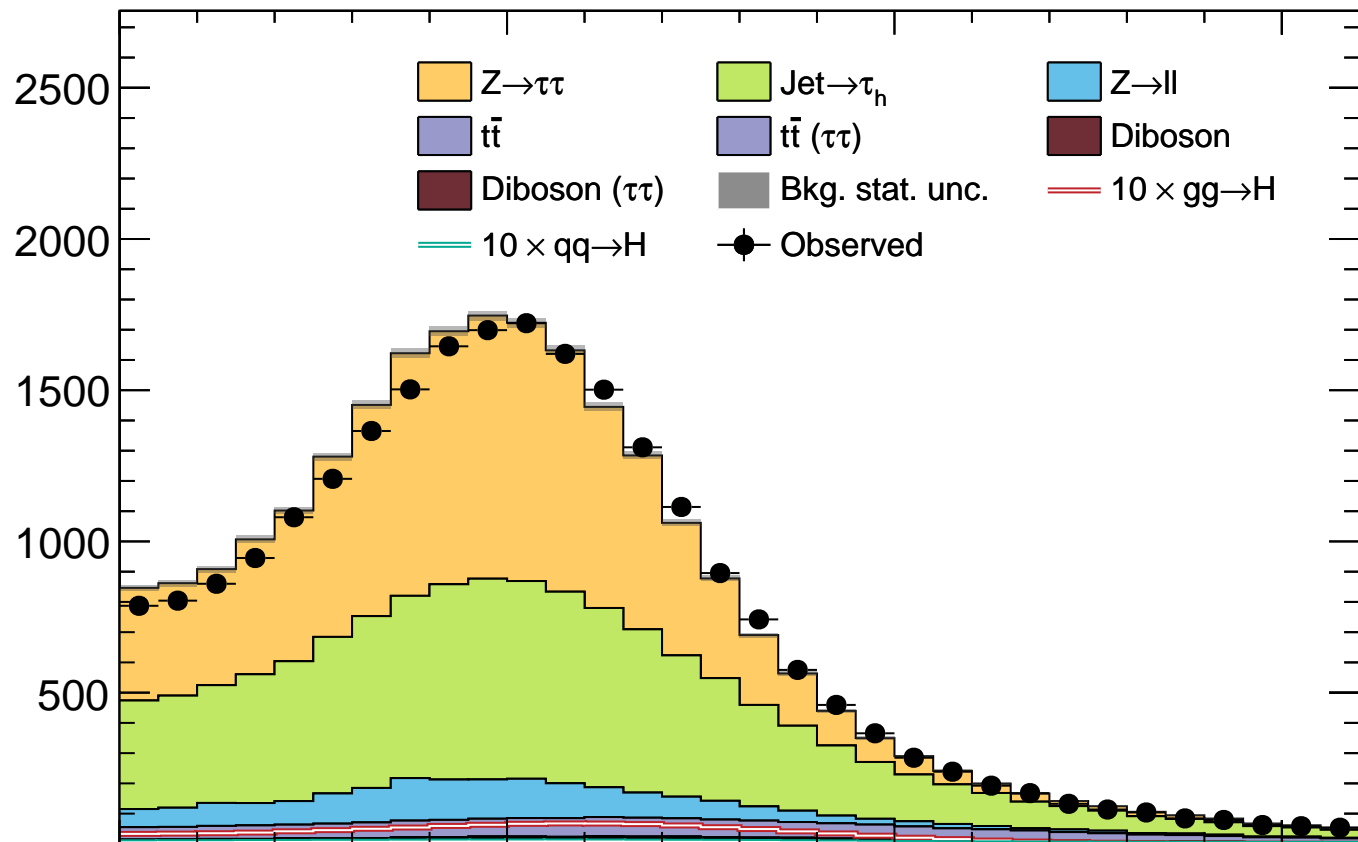 2500
2000
1500
1000
500
Z→ττ Jet→τh Z→ll
tt̄ tt̄ (ττ) Diboson
Diboson (ττ) Bkg. stat. unc. 10 × gg→H
10 × qq→H Observed